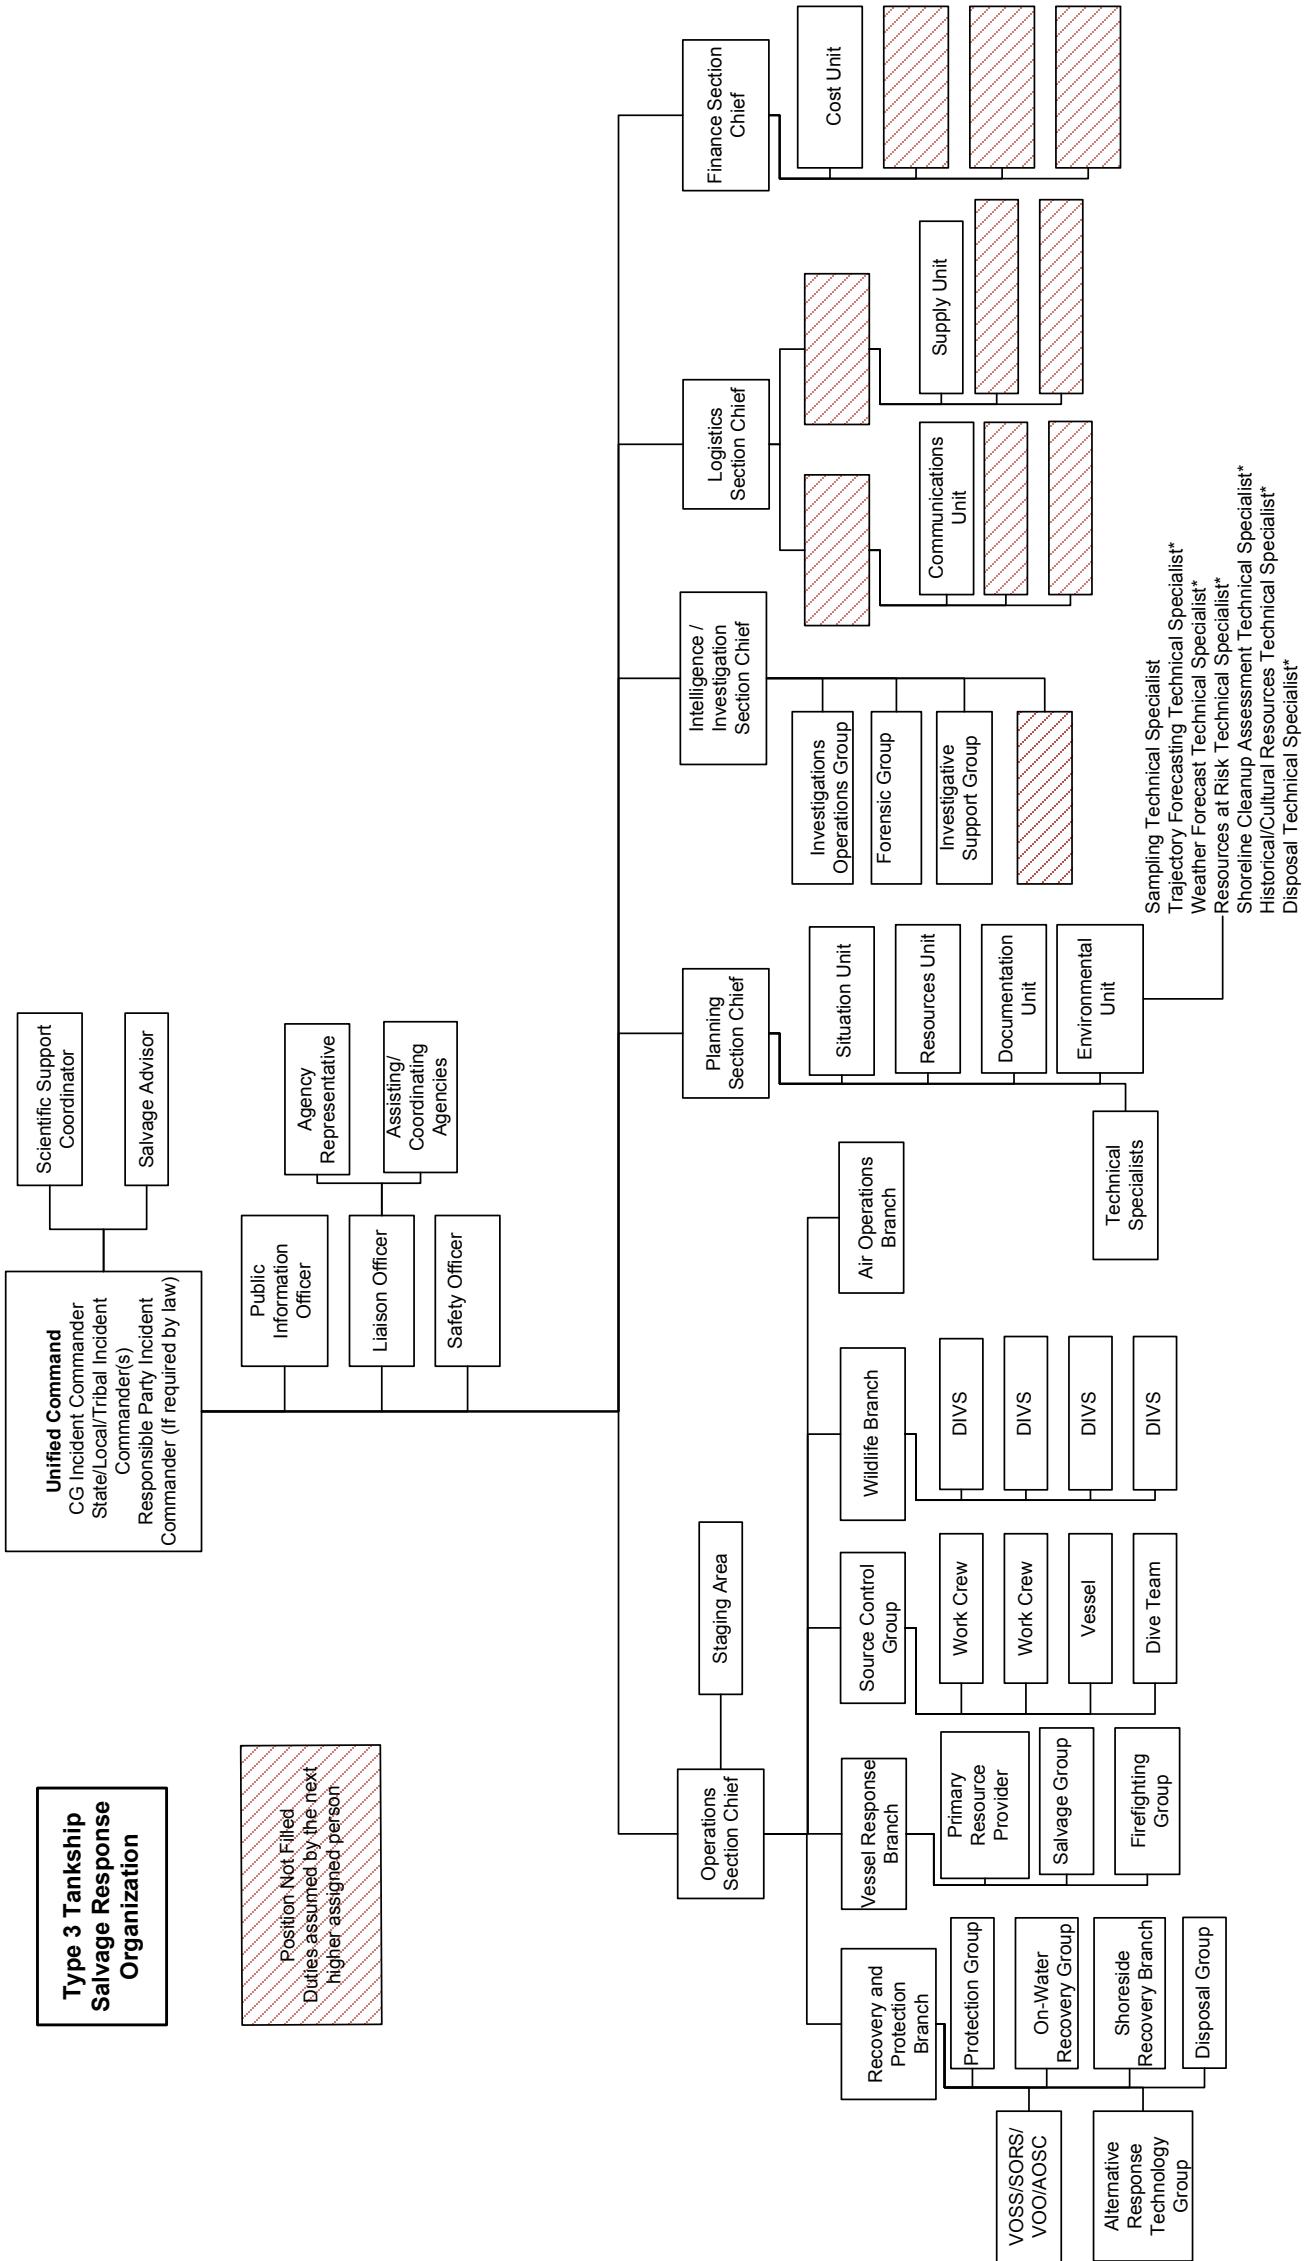 Type 3 Tankship
Salvage Response
Organization
Position Not Filled
Duties assumed by the next
higher assigned person
Unified Command
CG Incident Commander
State/Local/Tribal Incident
Commander(s)
Responsible Party Incident
Commander (If required by law)
Scientific Support
Coordinator
Salvage Advisor
Public
Information
Officer
Liaison Officer
Safety Officer
Agency
Representative
Assisting/
Coordinating
Agencies
Operations
Section Chief
Staging Area
Planning
Section Chief
Intelligence /
Investigation
Section Chief
Logistics
Section Chief
Finance Section
Chief
Recovery and
Protection
Branch
Protection Group
On-Water
Recovery Group
Shoreside
Recovery Branch
Disposal Group
VOSS/SORS/
VOO/AOSC
Alternative
Response
Technology
Group
Vessel Response
Branch
Primary
Resource
Provider
Salvage Group
Firefighting
Group
Source Control
Group
Work Crew
Work Crew
Vessel
Dive Team
Wildlife Branch
DIVS
DIVS
DIVS
DIVS
Air Operations
Branch
Situation Unit
Resources Unit
Documentation
Unit
Environmental
Unit
Technical
Specialists
Sampling Technical Specialist
Trajectory Forecasting Technical Specialist*
Weather Forecast Technical Specialist*
Resources at Risk Technical Specialist*
Shoreline Cleanup Assessment Technical Specialist*
Historical/Cultural Resources Technical Specialist*
Disposal Technical Specialist*
Investigations
Operations Group
Forensic Group
Investigative
Support Group
Communications
Unit
Supply Unit
Cost Unit